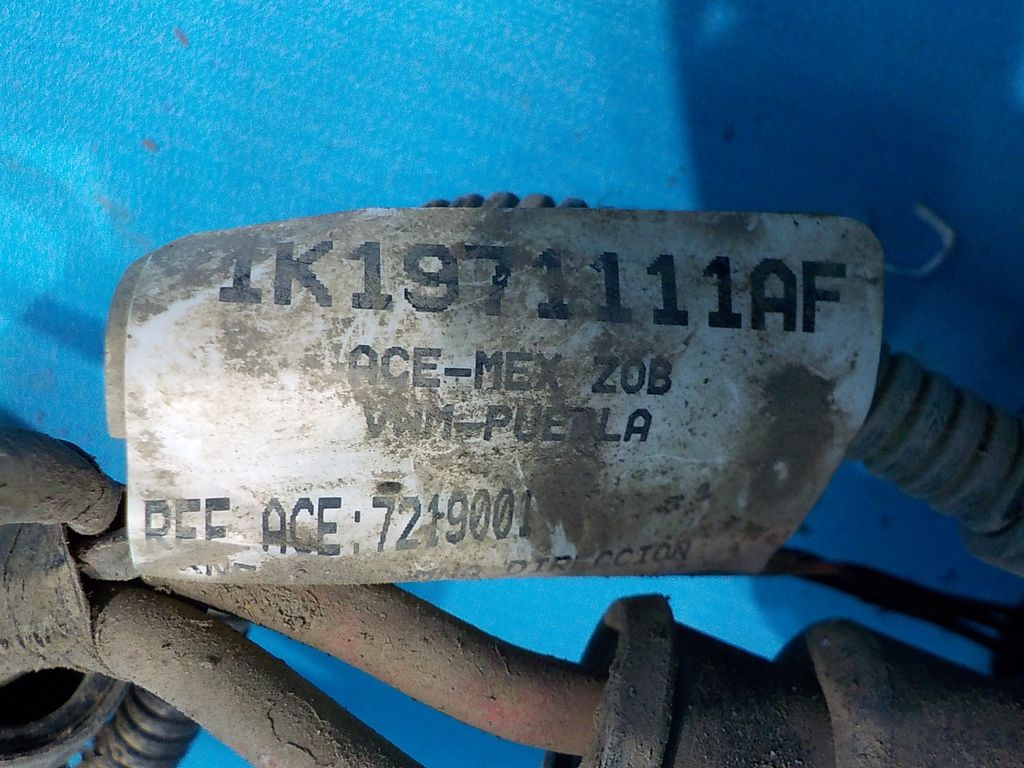 1K1971111AF
ACE-MEX ZOB
VWM-PUEBLA
REF ACE:7219001
DIRECCION